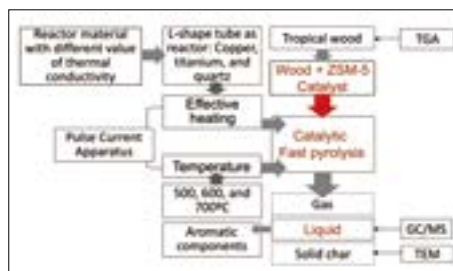 Reactor material
with different value
of thermal
conductivity
L-shape tube as
reactor: Copper,
titanium, and
quartz
Tropical wood
TGA
Wood + ZSM-5
Catalyst
Effective
heating
Pulse Current
Apparatus
Catalytic
Fast pyrolysis
Temperature
500, 600, and
700ºC
Gas
Aromatic
components
Liquid
GC/MS
Solid char
TEM